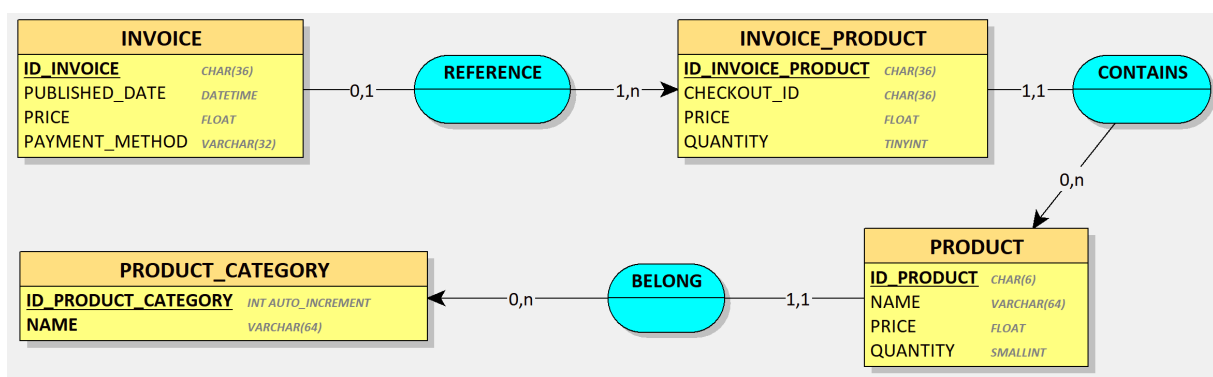 INVOICE
ID_INVOICE CHAR(36)
PUBLISHED_DATE DATETIME
PRICE FLOAT
PAYMENT_METHOD VARCHAR(32)
0,1
REFERENCE
1,n
INVOICE_PRODUCT
ID_INVOICE_PRODUCT CHAR(36)
CHECKOUT_ID CHAR(36)
PRICE FLOAT
QUANTITY TINYINT
1,1
CONTAINS
0,n
PRODUCT_CATEGORY
ID_PRODUCT_CATEGORY INT AUTO_INCREMENT
NAME VARCHAR(64)
0,n
BELONG
1,1
PRODUCT
ID_PRODUCT CHAR(6)
NAME VARCHAR(64)
PRICE FLOAT
QUANTITY SMALLINT